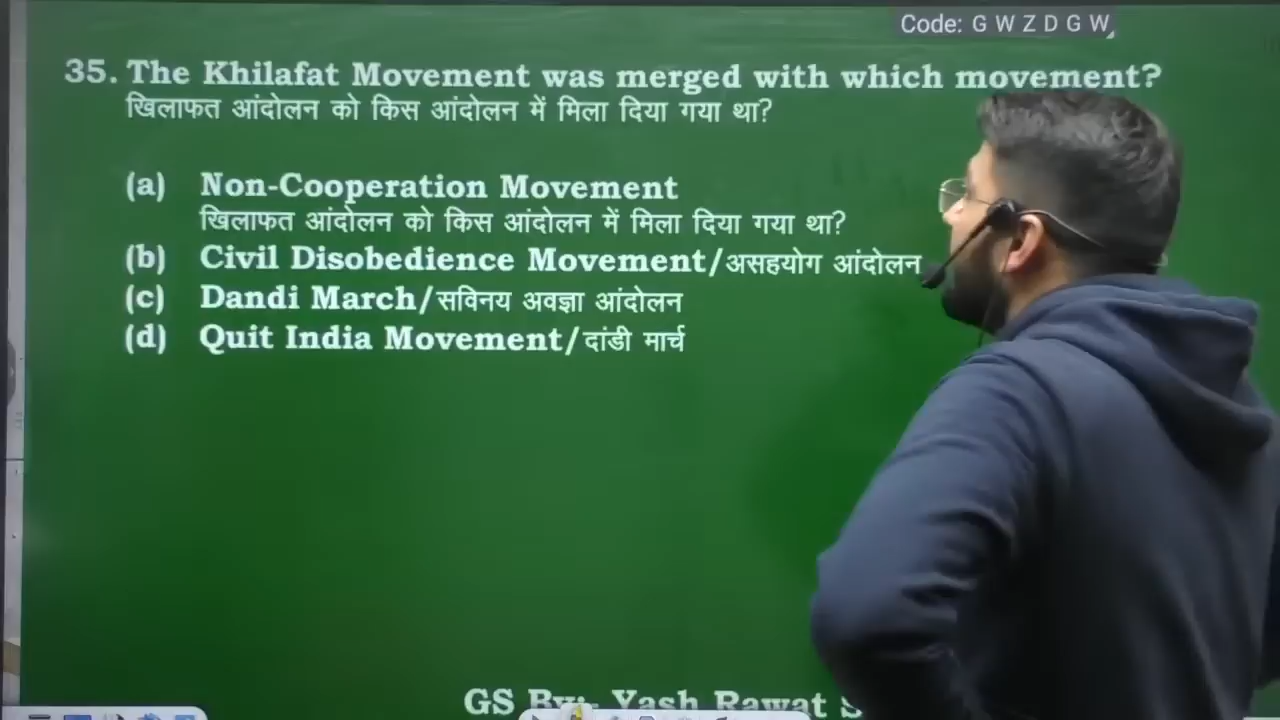 Code: G W Z D G W
35. The Khilafat Movement was merged with which movement?
खिलाफत आंदोलन को किस आंदोलन में मिला दिया गया था?
(a) Non-Cooperation Movement
खिलाफत आंदोलन को किस आंदोलन में मिला दिया गया था?
(b) Civil Disobedience Movement/असहयोग आंदोलन
(c) Dandi March/सविनय अवज्ञा आंदोलन
(d) Quit India Movement/दांडी मार्च
GS By:- Yash Rawat S